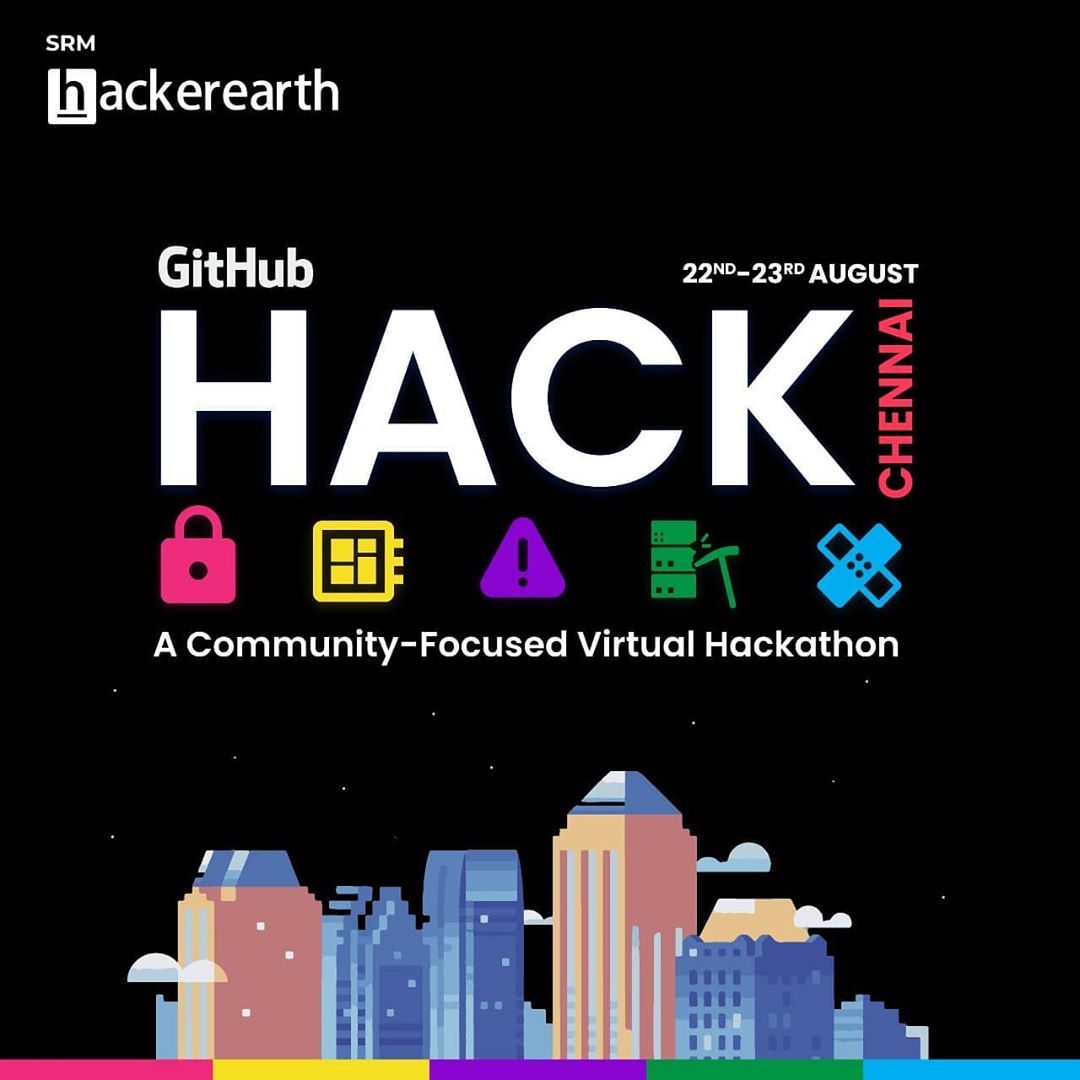 SRM
hackerearth
GitHub
22ND-23RD AUGUST
HACK
CHENNAI
A Community-Focused Virtual Hackathon